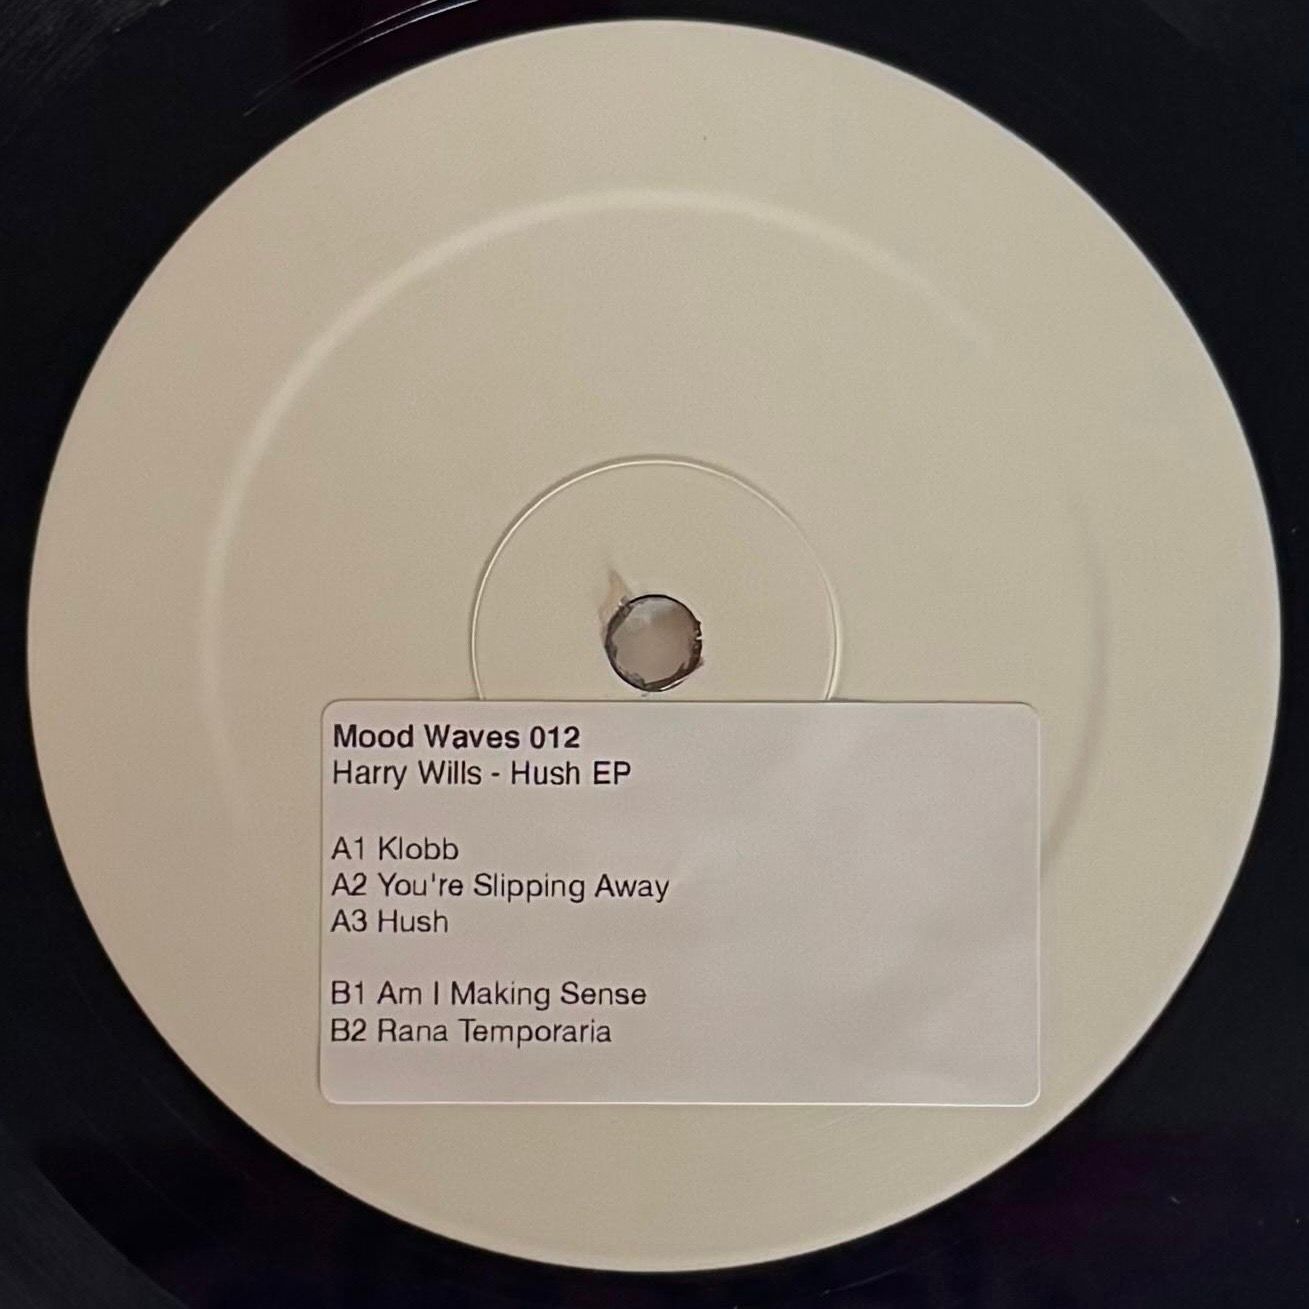 Mood Waves 012
Harry Wills - Hush EP
A1 Klobb
A2 You're Slipping Away
A3 Hush
B1 Am I Making Sense
B2 Rana Temporaria